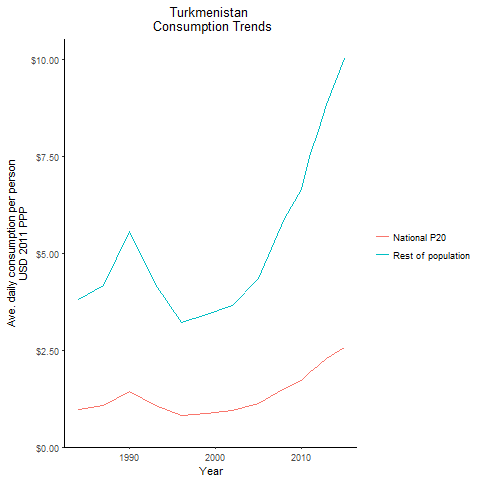 Turkmenistan
Consumption Trends
$10.00
$7.50
$5.00
$2.50
$0.00
Ave. daily consumption per person
USD 2011 PPP
1990
2000
2010
Year
National P20
Rest of population